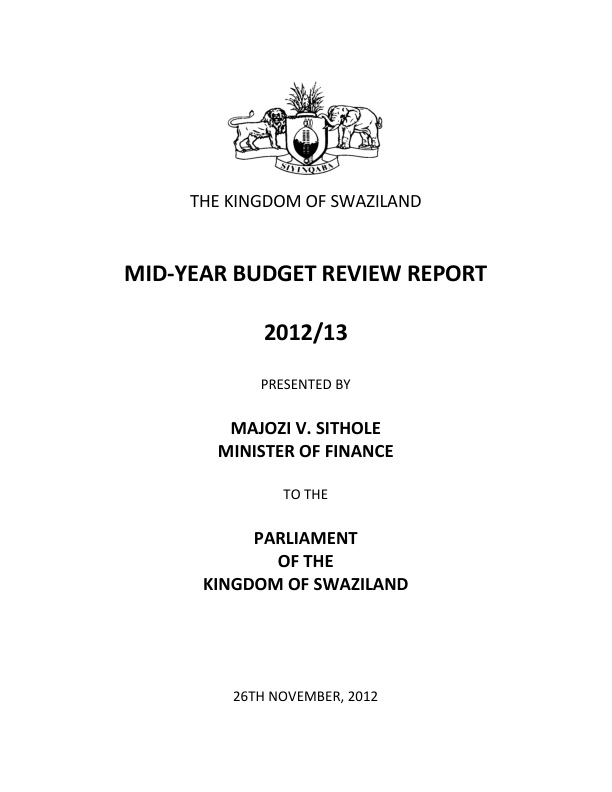 SIYINQABA
THE KINGDOM OF SWAZILAND
MID-YEAR BUDGET REVIEW REPORT
2012/13
PRESENTED BY
MAJOZI V. SITHOLE
MINISTER OF FINANCE
TO THE
PARLIAMENT
OF THE
KINGDOM OF SWAZILAND
26TH NOVEMBER, 2012